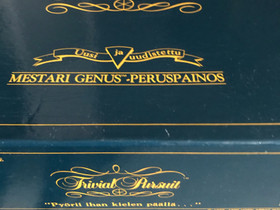 Uusi ja uudistettu
MESTARI GENUS™-PERUSPAINOS
Trivial Pursuit
"Pyörii ihan kielen päällä..."